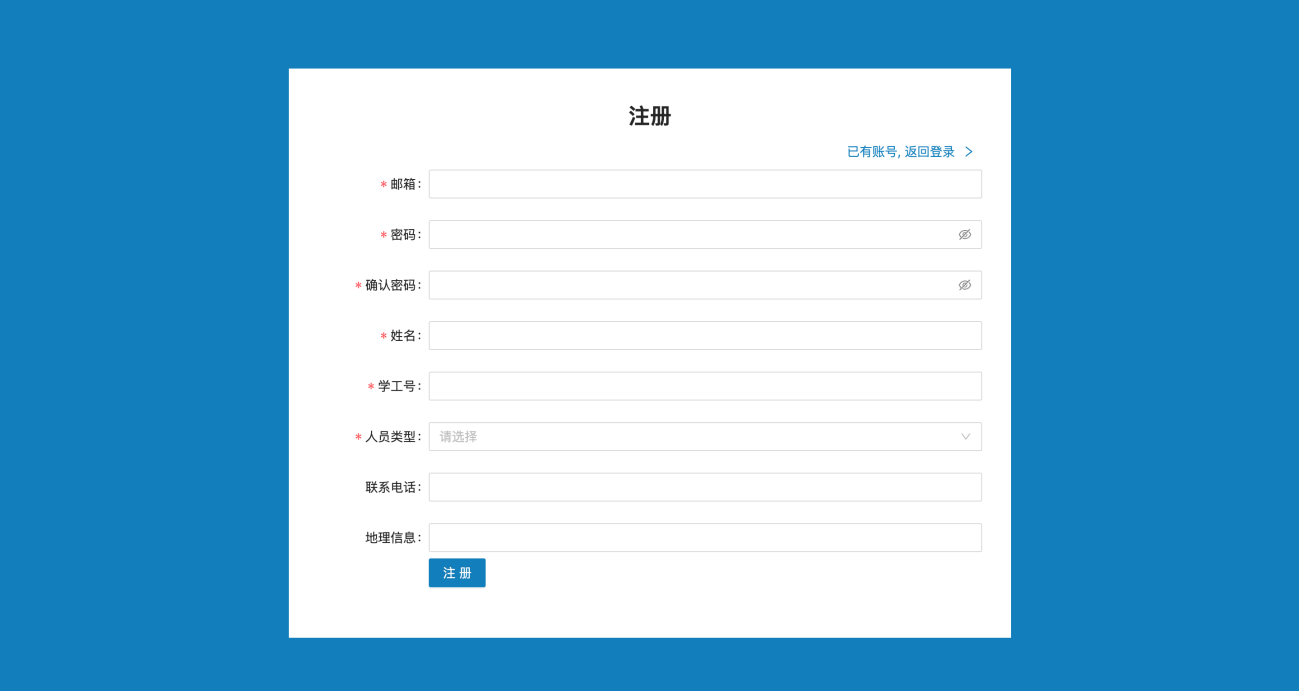 注册
已有账号, 返回登录
* 邮箱:
* 密码:
* 确认密码:
* 姓名:
* 学工号:
* 人员类型: 请选择
联系电话:
地理信息:
注 册